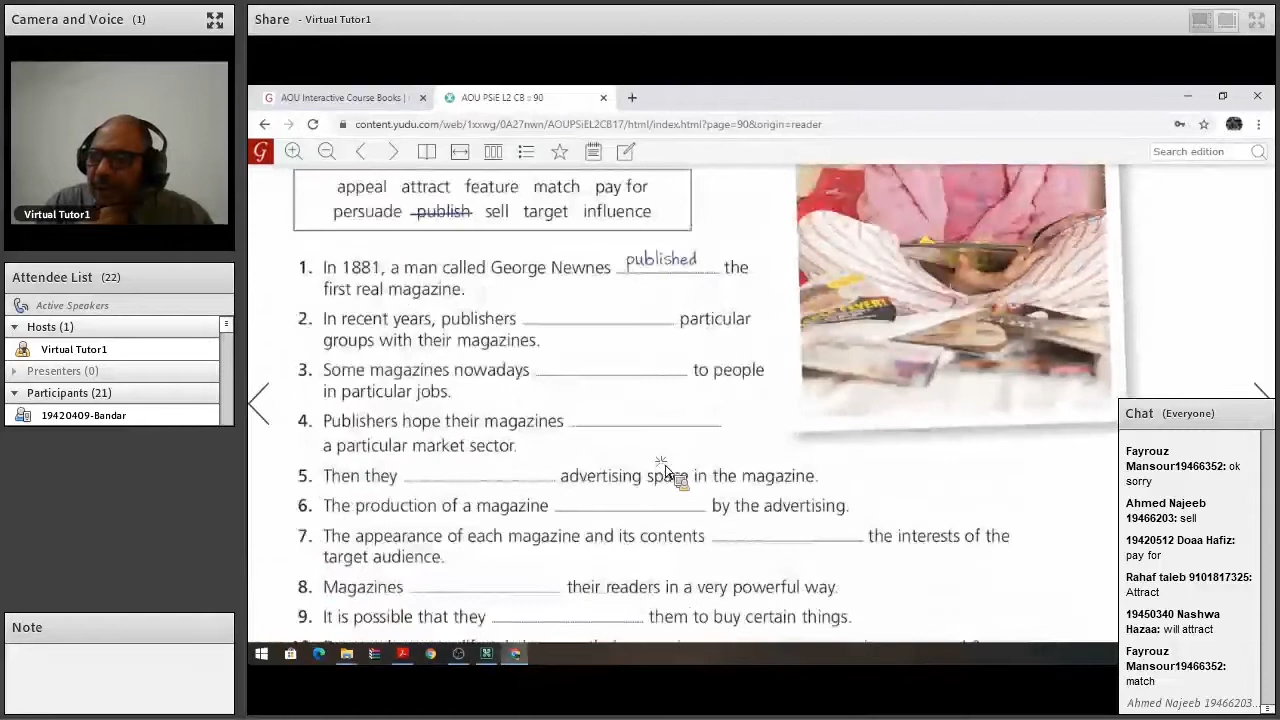 Camera and Voice (1)
Virtual Tutor1
Attendee List (22)
Active Speakers
Hosts (1)
Virtual Tutor1
Presenters (0)
Participants (21)
19420409-Bandar
Note
Share - Virtual Tutor1
AOU Interactive Course Books |
AOU PSiE L2 CB :: 90
content.yudu.com/web/1xxwg/0A27nwn/AOUPSiEL2CB17/html/index.html?page=90&origin=reader
Search edition
appeal attract feature match pay for
persuade publish sell target influence
1. In 1881, a man called George Newnes published the
first real magazine.
2. In recent years, publishers particular
groups with their magazines.
3. Some magazines nowadays to people
in particular jobs.
4. Publishers hope their magazines
a particular market sector.
5. Then they advertising space in the magazine.
6. The production of a magazine by the advertising.
7. The appearance of each magazine and its contents the interests of the
target audience.
8. Magazines their readers in a very powerful way.
9. It is possible that they them to buy certain things.
Chat (Everyone)
Fayrouz
Mansour19466352: ok
sorry
Ahmed Najeeb
19466203: sell
19420512 Doaa Hafiz:
pay for
Rahaf taleb 9101817325:
Attract
19450340 Nashwa
Hazaa: will attract
Fayrouz
Mansour19466352:
match
Ahmed Najeeb 19466203...